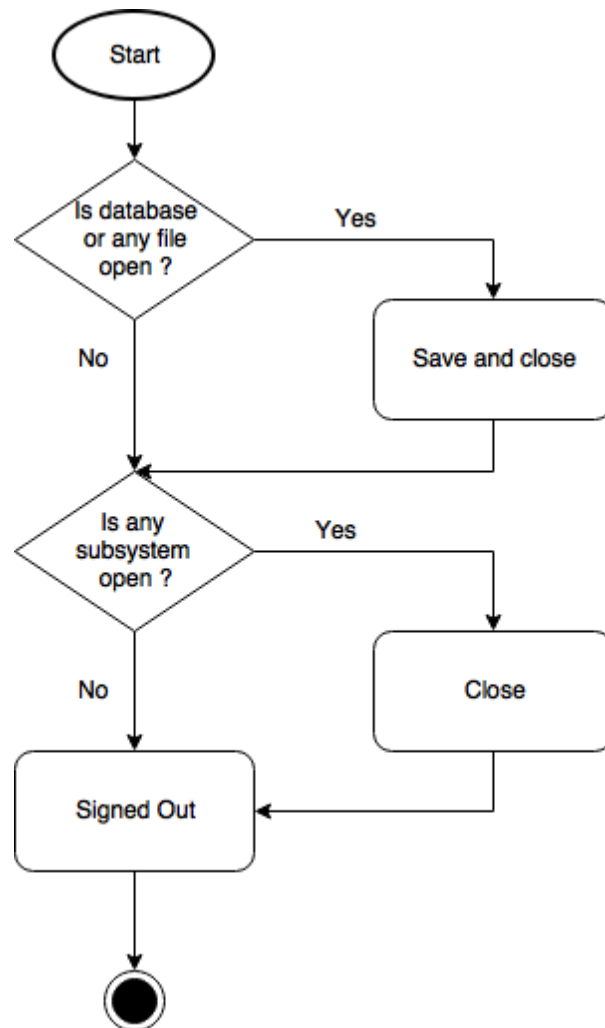 Start
Is database
or any file
open ?
Yes
No
Save and close
Is any
subsystem
open ?
Yes
No
Close
Signed Out